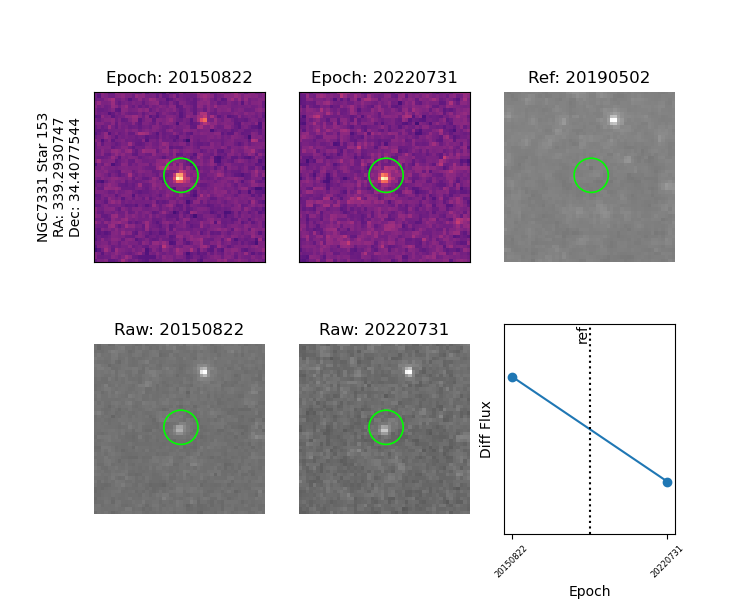 NGC7331 Star 153
RA: 339.2930747
Dec: 34.4077544
Epoch: 20150822
Epoch: 20220731
Ref: 20190502
Raw: 20150822
Raw: 20220731
ref
Diff Flux
20150822
20220731
Epoch